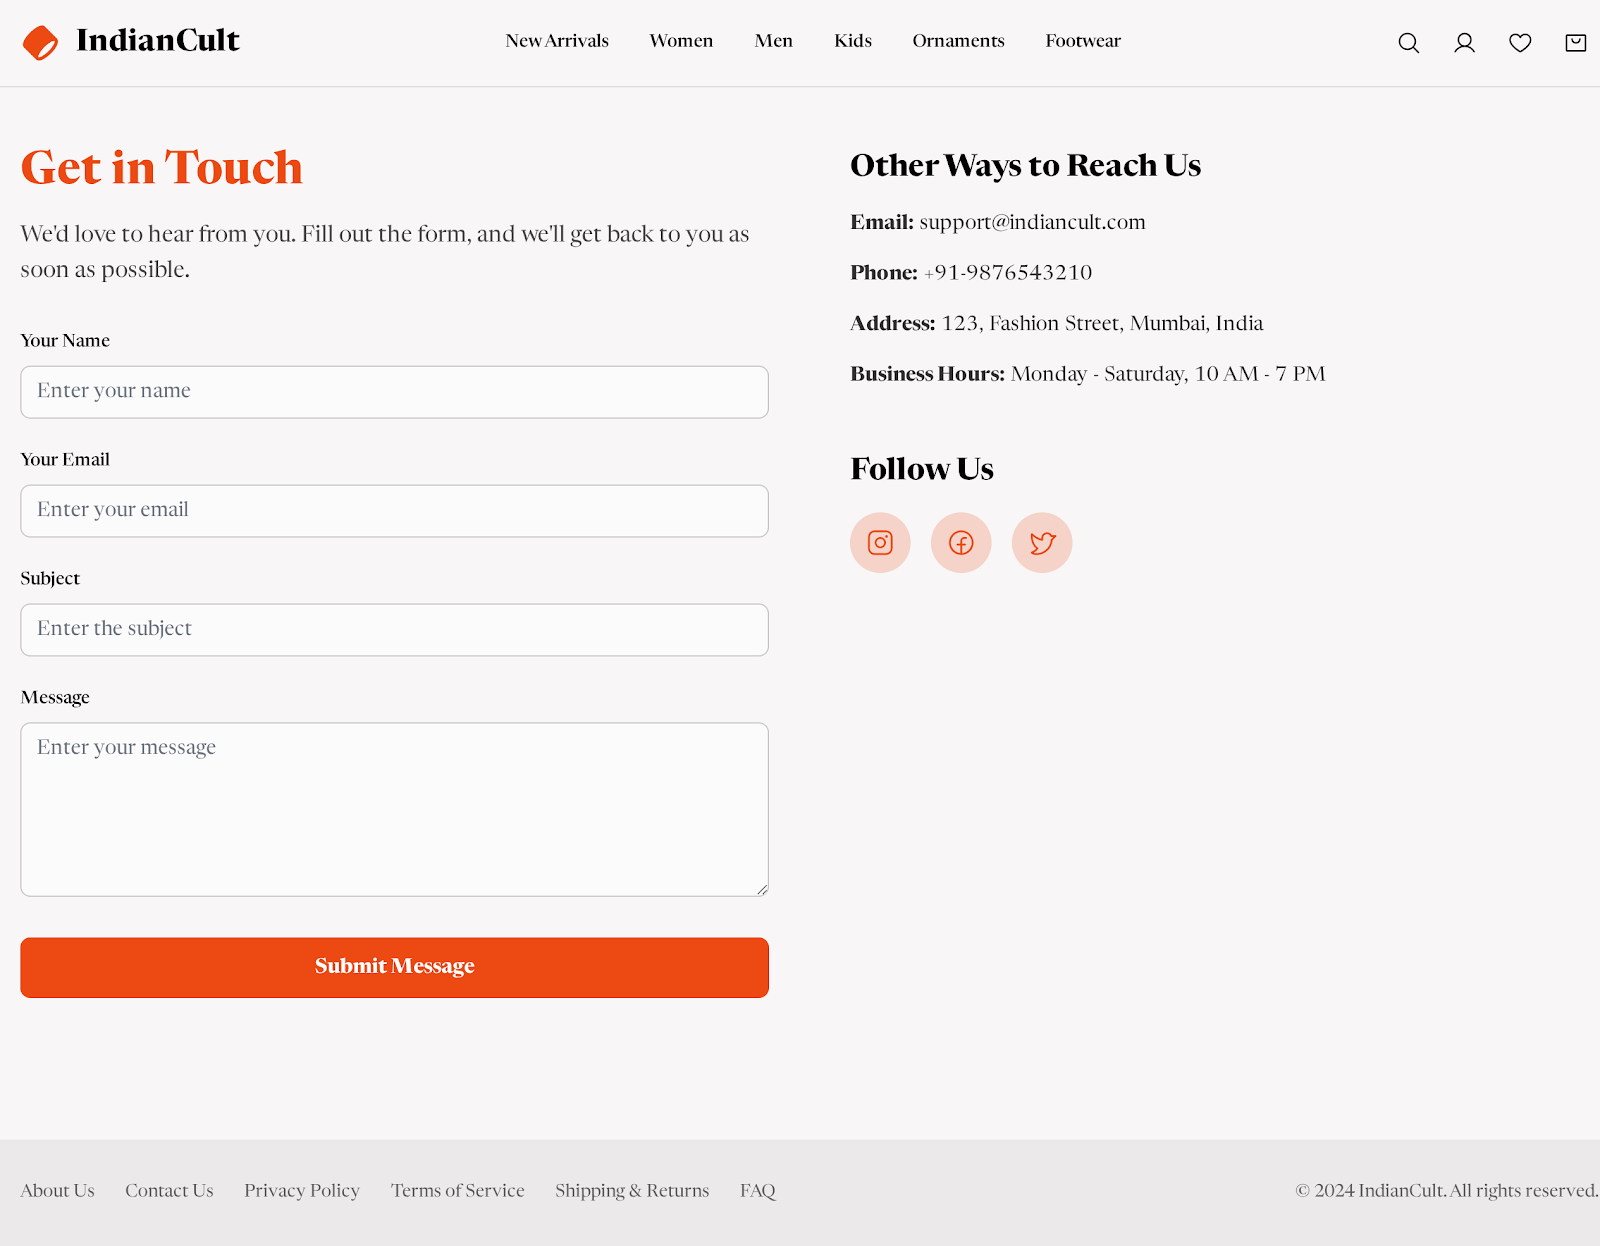 IndianCult
New Arrivals
Women
Men
Kids
Ornaments
Footwear
Get in Touch
We'd love to hear from you. Fill out the form, and we'll get back to you as
soon as possible.
Your Name
Enter your name
Your Email
Enter your email
Subject
Enter the subject
Message
Enter your message
Submit Message
Other Ways to Reach Us
Email: support@indiancult.com
Phone: +91-9876543210
Address: 123, Fashion Street, Mumbai, India
Business Hours: Monday - Saturday, 10 AM - 7 PM
Follow Us
About Us
Contact Us
Privacy Policy
Terms of Service
Shipping & Returns
FAQ
© 2024 IndianCult. All rights reserved.